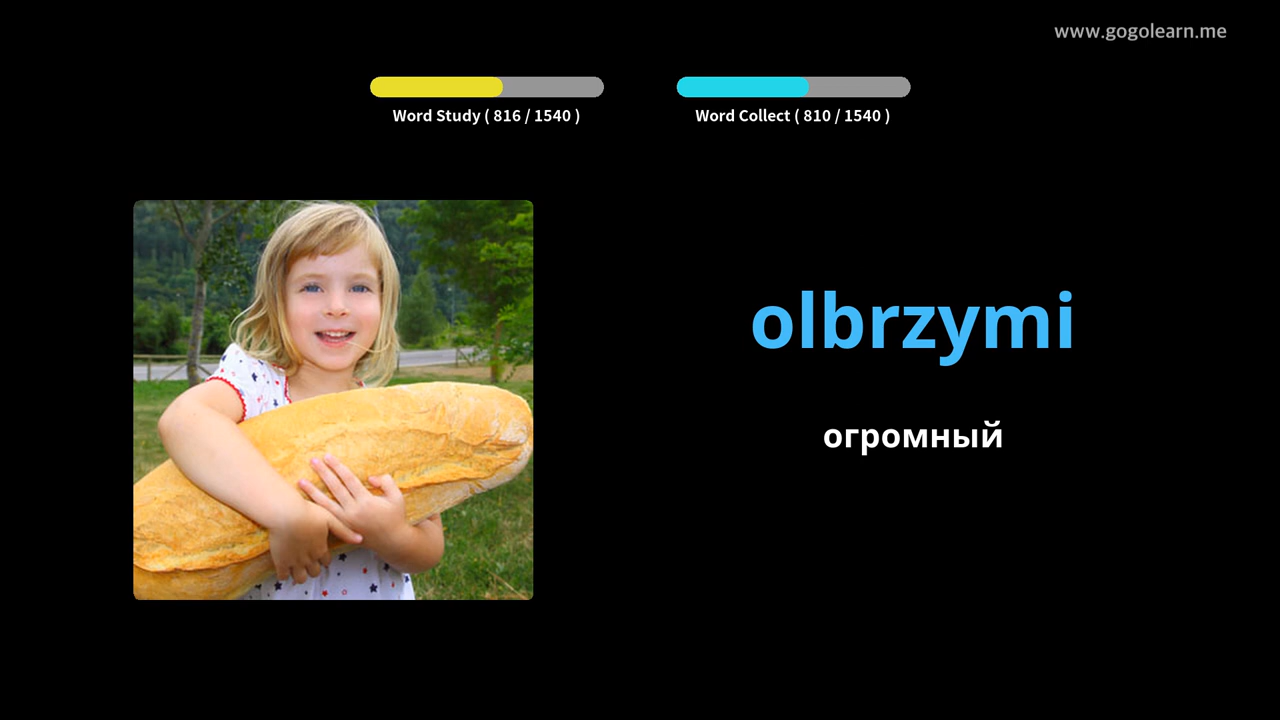 www.gogolearn.me
Word Study ( 816 / 1540 )
Word Collect ( 810 / 1540 )
olbrzymi
огромный